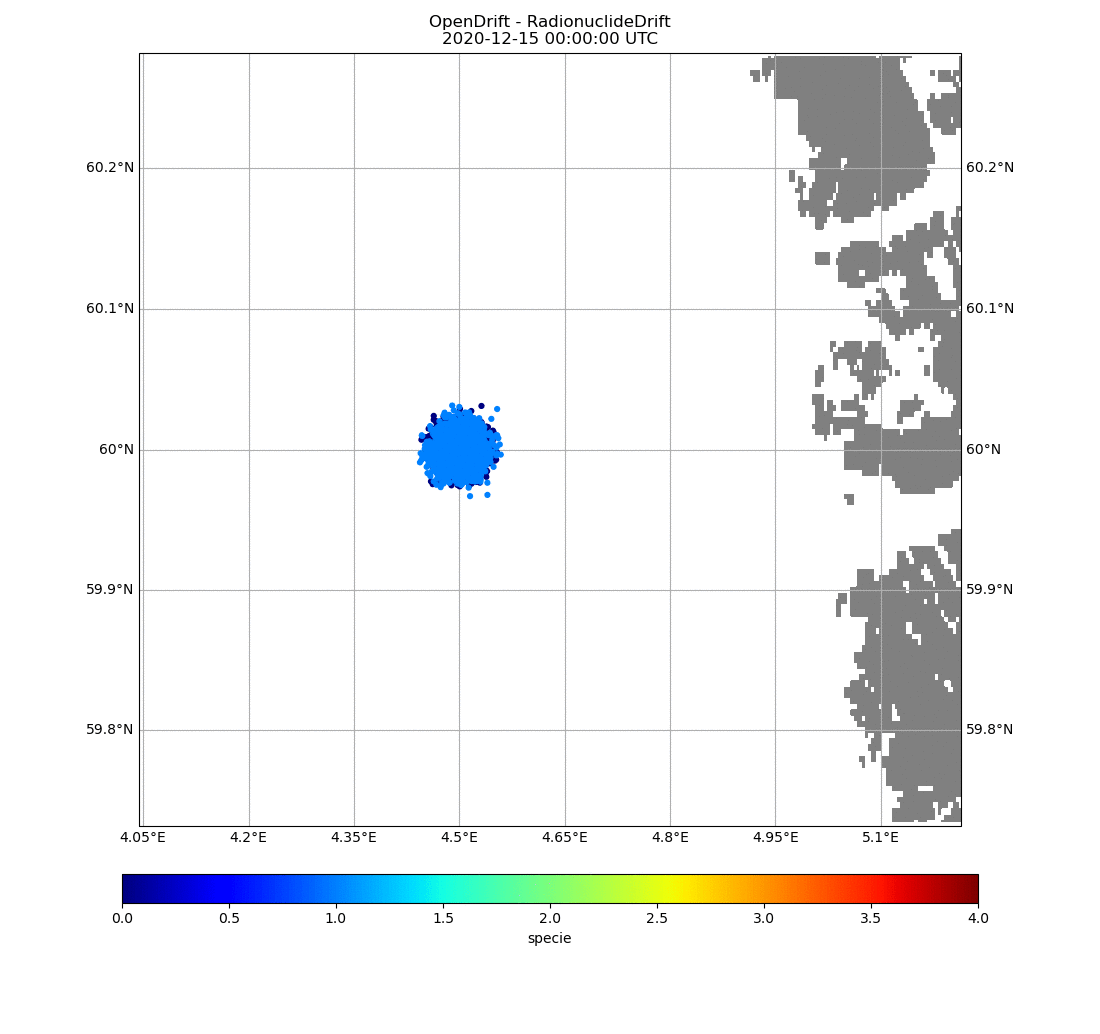 OpenDrift - RadionuclideDrift
2020-12-15 00:00:00 UTC
60.2°N 60.2°N
60.1°N 60.1°N
60°N 60°N
59.9°N 59.9°N
59.8°N 59.8°N
4.05°E 4.2°E 4.35°E 4.5°E 4.65°E 4.8°E 4.95°E 5.1°E
0.0 0.5 1.0 1.5 2.0 2.5 3.0 3.5 4.0
specie